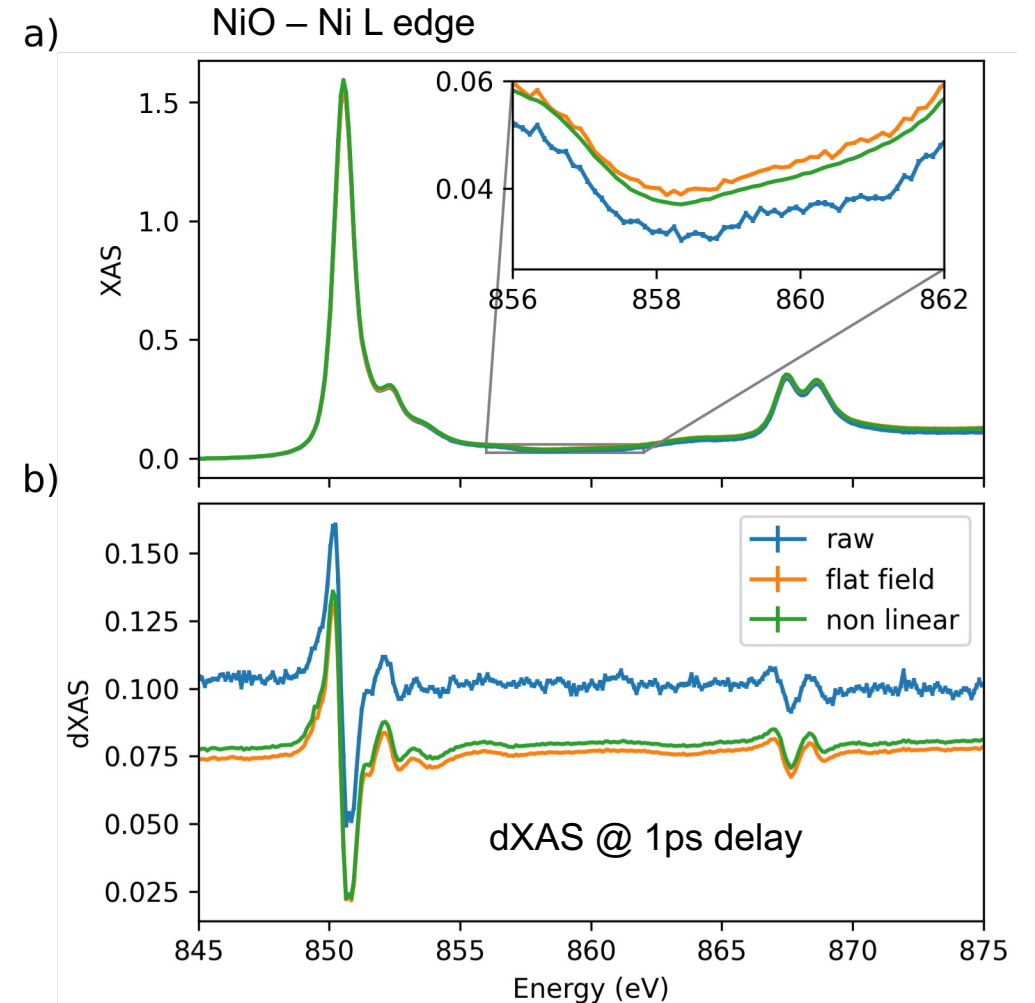 a)
NiO – Ni L edge
XAS
1.5
1.0
0.5
0.0
0.06
0.04
856 858 860 862
b)
dXAS
0.150
0.125
0.100
0.075
0.050
0.025
raw
flat field
non linear
dXAS @ 1ps delay
845 850 855 860 865 870 875
Energy (eV)